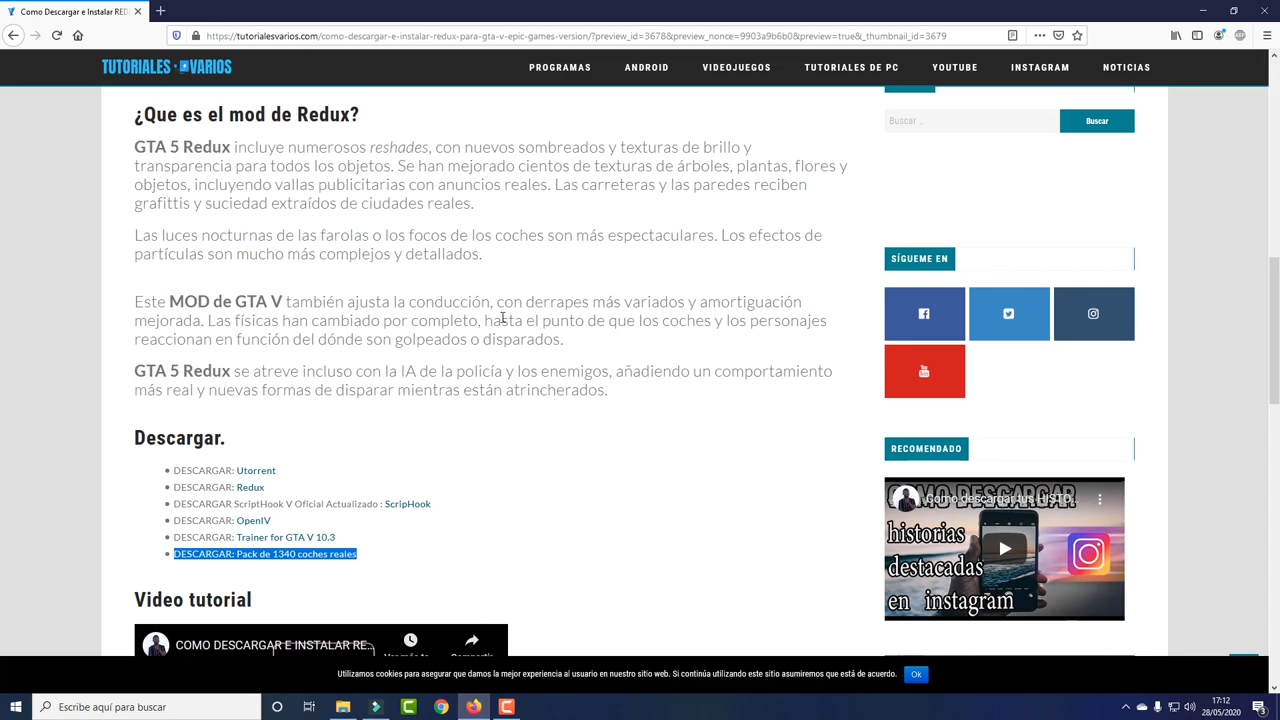 Como Descargar e Instalar RED
https://tutorialesvarios.com/como-descargar-e-instalar-redux-para-gta-v-epic-games-version/?preview_id=3678&preview_nonce=9903a9b6b0&preview=true&_thumbnail_id=3679
TUTORIALES VARIOS
PROGRAMAS
ANDROID
VIDEOJUEGOS
TUTORIALES DE PC
YOUTUBE
INSTAGRAM
NOTICIAS
¿Que es el mod de Redux?
GTA 5 Redux incluye numerosos reshades, con nuevos sombreados y texturas de brillo y
transparencia para todos los objetos. Se han mejorado cientos de texturas de árboles, plantas, flores y
objetos, incluyendo vallas publicitarias con anuncios reales. Las carreteras y las paredes reciben
grafittis y suciedad extraídos de ciudades reales.
Las luces nocturnas de las farolas o los focos de los coches son más espectaculares. Los efectos de
partículas son mucho más complejos y detallados.
Este MOD de GTA V también ajusta la conducción, con derrapes más variados y amortiguación
mejorada. Las físicas han cambiado por completo, hasta el punto de que los coches y los personajes
reaccionan en función del dónde son golpeados o disparados.
GTA 5 Redux se atreve incluso con la IA de la policía y los enemigos, añadiendo un comportamiento
más real y nuevas formas de disparar mientras están atrincherados.
Descargar.
DESCARGAR: Utorrent
DESCARGAR: Redux
DESCARGAR ScriptHook V Oficial Actualizado : ScripHook
DESCARGAR: OpenIV
DESCARGAR: Trainer for GTA V 10.3
DESCARGAR: Pack de 1340 coches reales
Video tutorial
COMO DESCARGAR E INSTALAR RE...
Buscar ...
Buscar
SÍGUEME EN
You
RECOMENDADO
Como descargar tus HISTO...
COMO DESCARGAR
historias
destacadas
en instagram
Utilizamos cookies para asegurar que damos la mejor experiencia al usuario en nuestro sitio web. Si continúa utilizando este sitio asumiremos que está de acuerdo.
Ok
Escribe aquí para buscar
17:12
28/05/2020
3